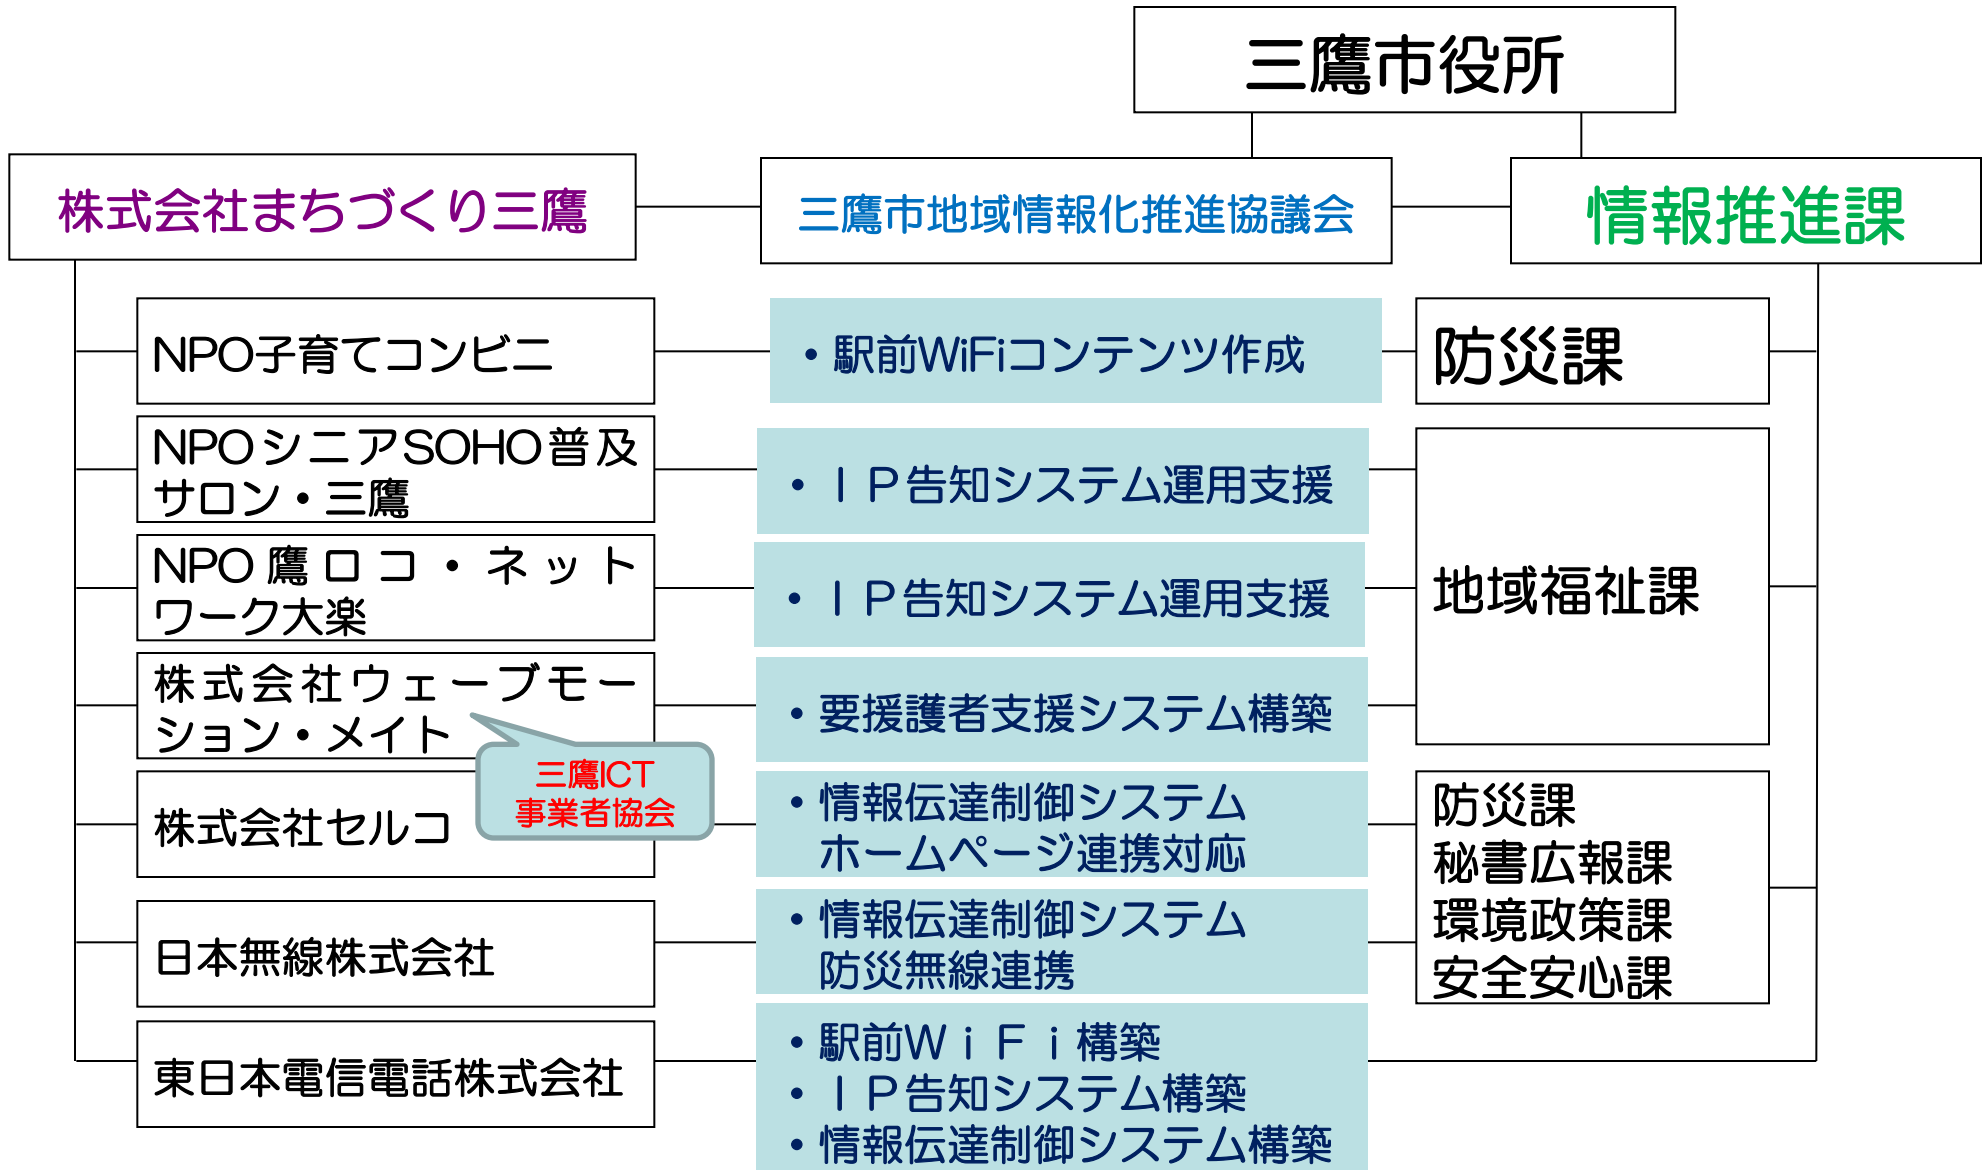 三鷹市役所
株式会社まちづくり三鷹
三鷹市地域情報化推進協議会
情報推進課
NPO子育てコンビニ
・駅前WiFiコンテンツ作成
防災課
NPOシニアSOHO普及
サロン・三鷹
・ＩＰ告知システム運用支援
地域福祉課
NPO鷹ロコ・ネット
ワーク大楽
・ＩＰ告知システム運用支援
株式会社ウェーブモー
ション・メイト
・要援護者支援システム構築
三鷹ICT
事業者協会
株式会社セルコ
・情報伝達制御システム
ホームページ連携対応
防災課
秘書広報課
環境政策課
安全安心課
日本無線株式会社
・情報伝達制御システム
防災無線連携
東日本電信電話株式会社
・駅前ＷｉＦｉ構築
・ＩＰ告知システム構築
・情報伝達制御システム構築